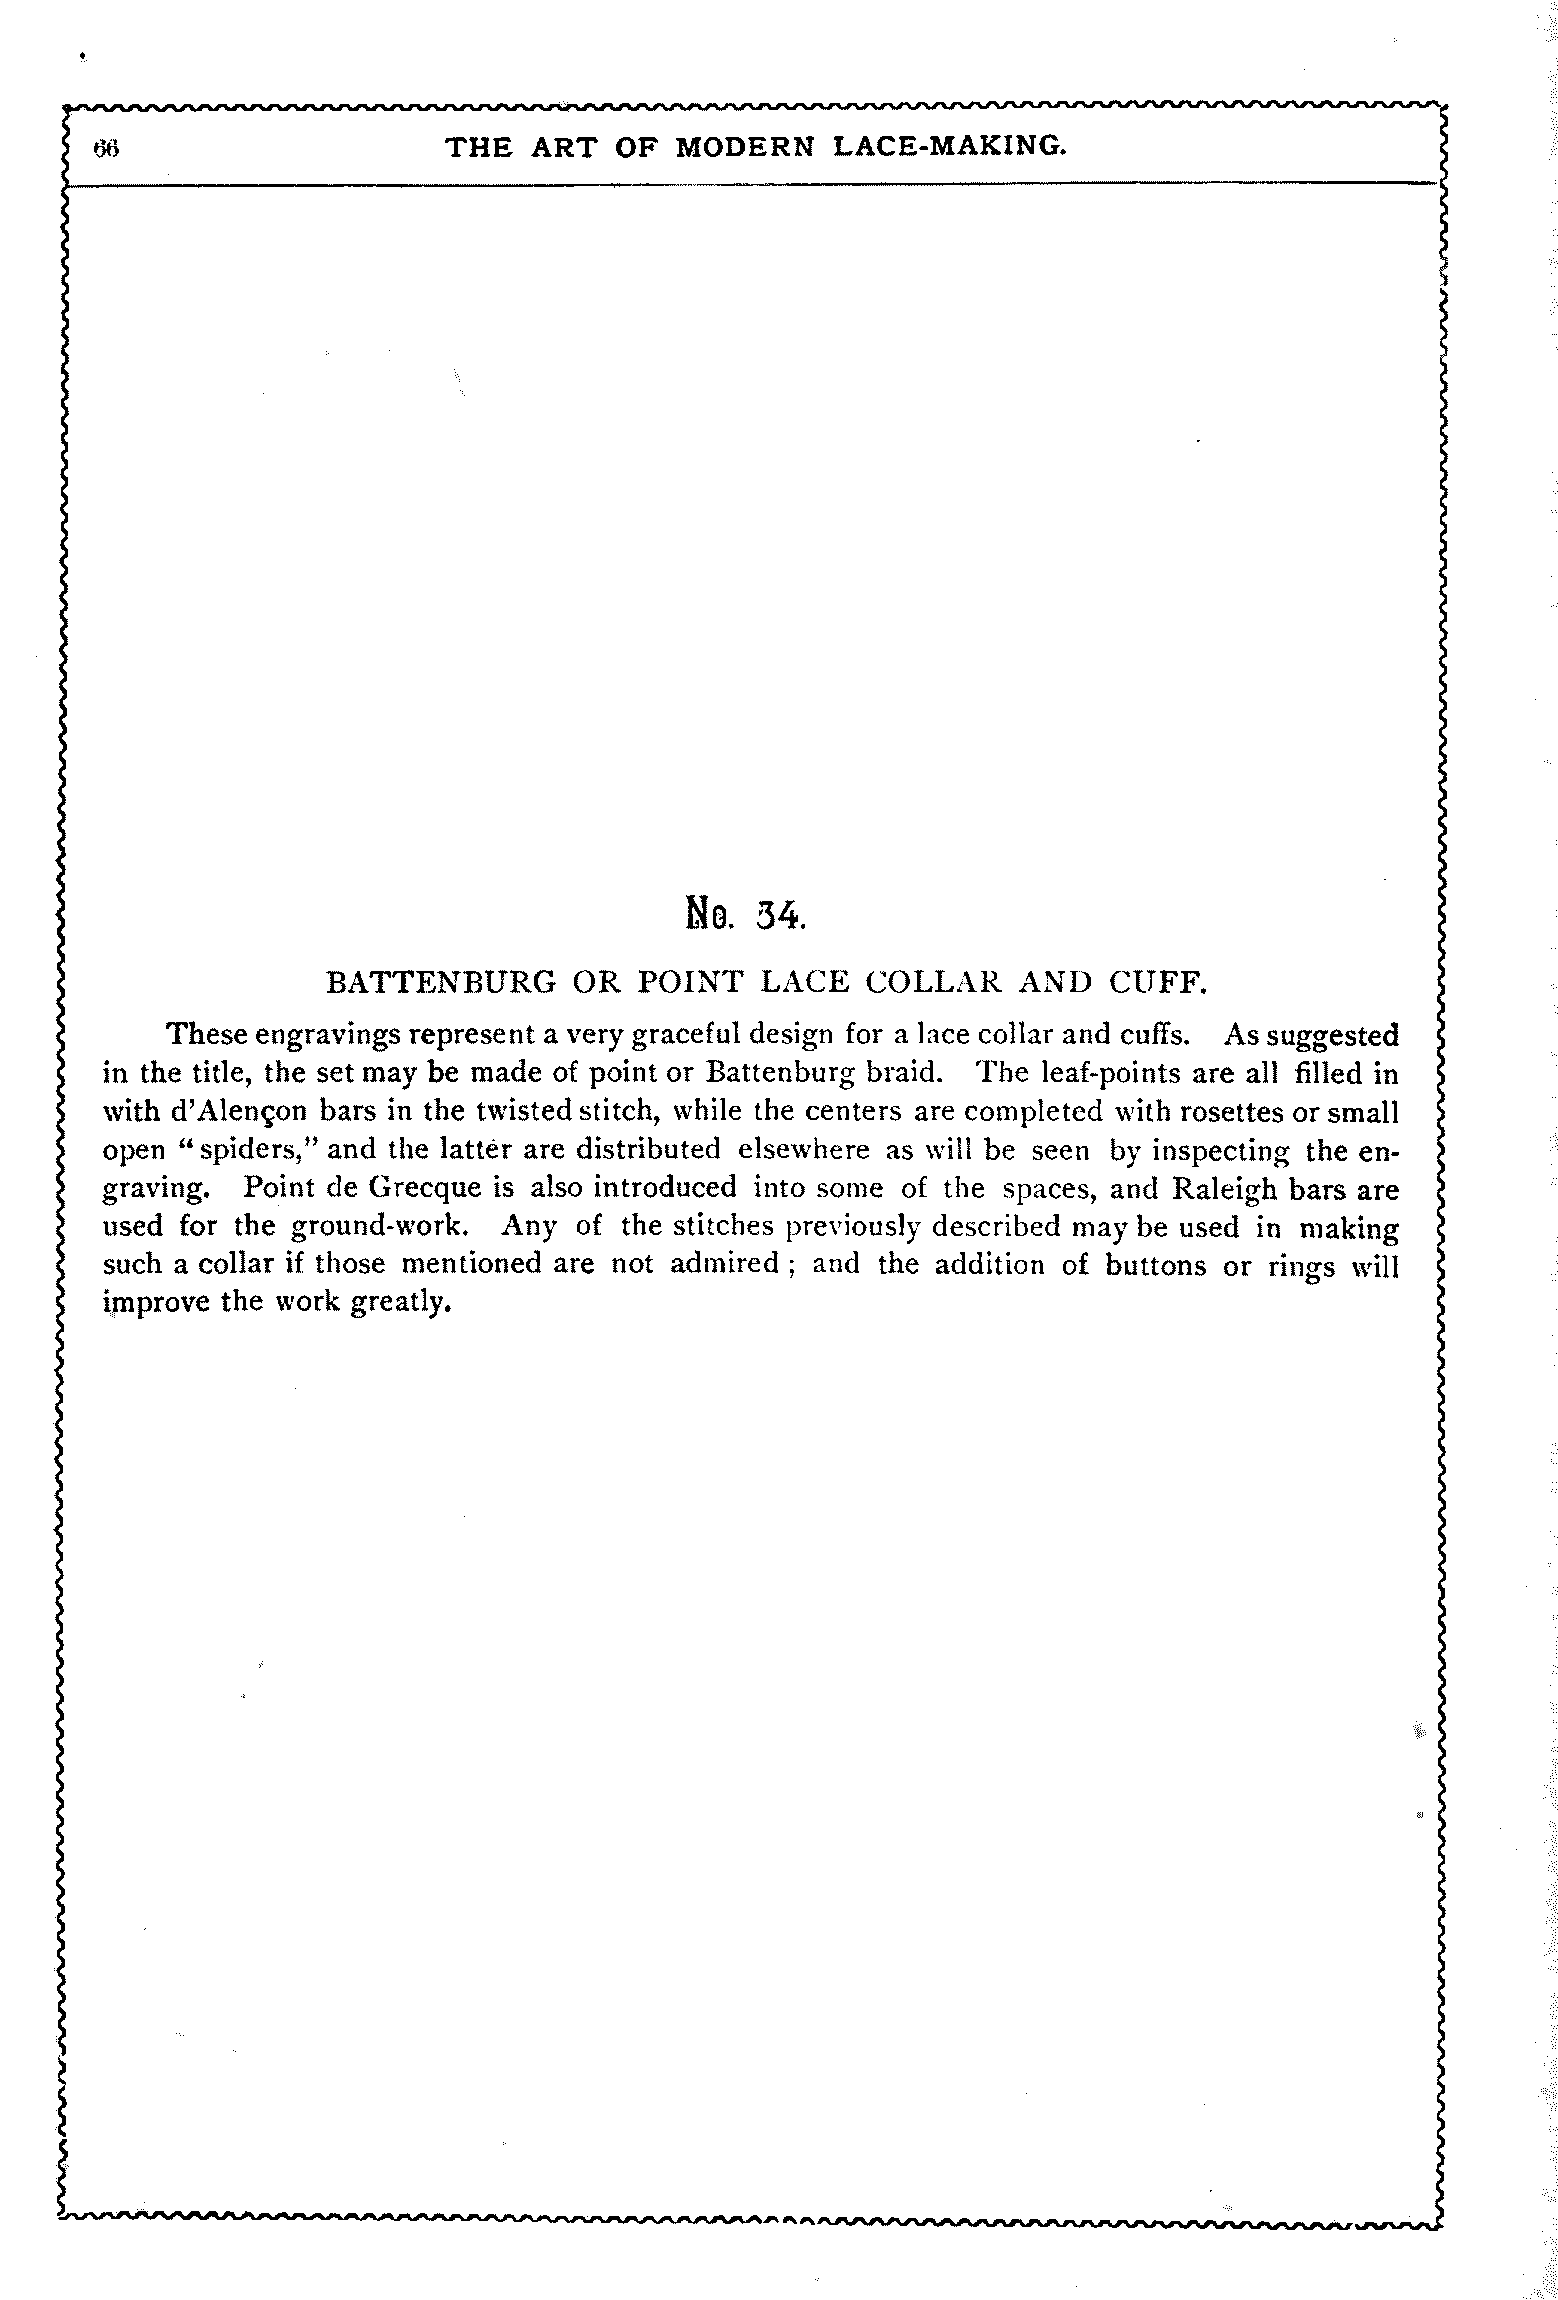 66
THE ART OF MODERN LACE-MAKING.
No. 34.
BATTENBURG OR POINT LACE COLLAR AND CUFF.
These engravings represent a very graceful design for a lace collar and cuffs. As suggested
in the title, the set may be made of point or Battenburg braid. The leaf-points are all filled in
with d'Alençon bars in the twisted stitch, while the centers are completed with rosettes or small
open “spiders,” and the latter are distributed elsewhere as will be seen by inspecting the en-
graving. Point de Grecque is also introduced into some of the spaces, and Raleigh bars are
used for the ground-work. Any of the stitches previously described may be used in making
such a collar if those mentioned are not admired ; and the addition of buttons or rings will
improve the work greatly.